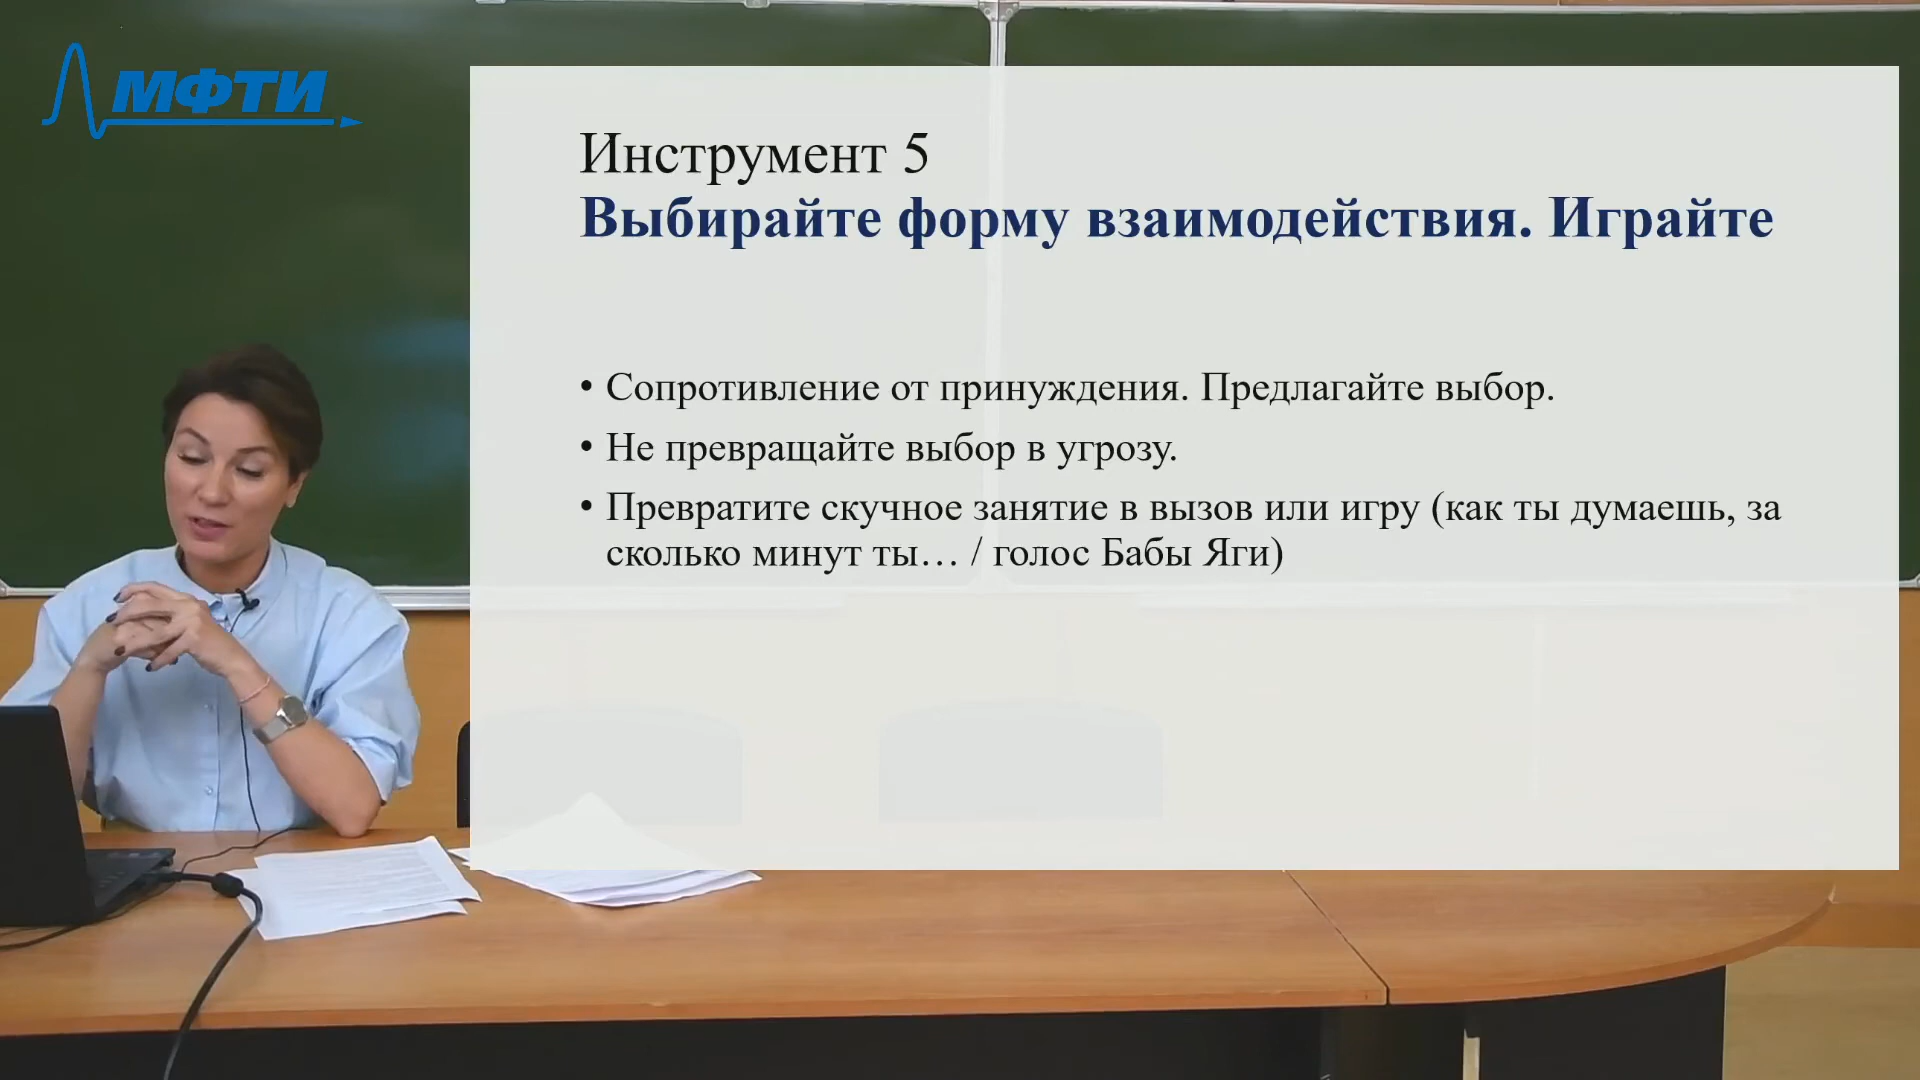 МФТИ
Инструмент 5
Выбирайте форму взаимодействия. Играйте
• Сопротивление от принуждения. Предлагайте выбор.
• Не превращайте выбор в угрозу.
• Превратите скучное занятие в вызов или игру (как ты думаешь, за
сколько минут ты… / голос Бабы Яги)